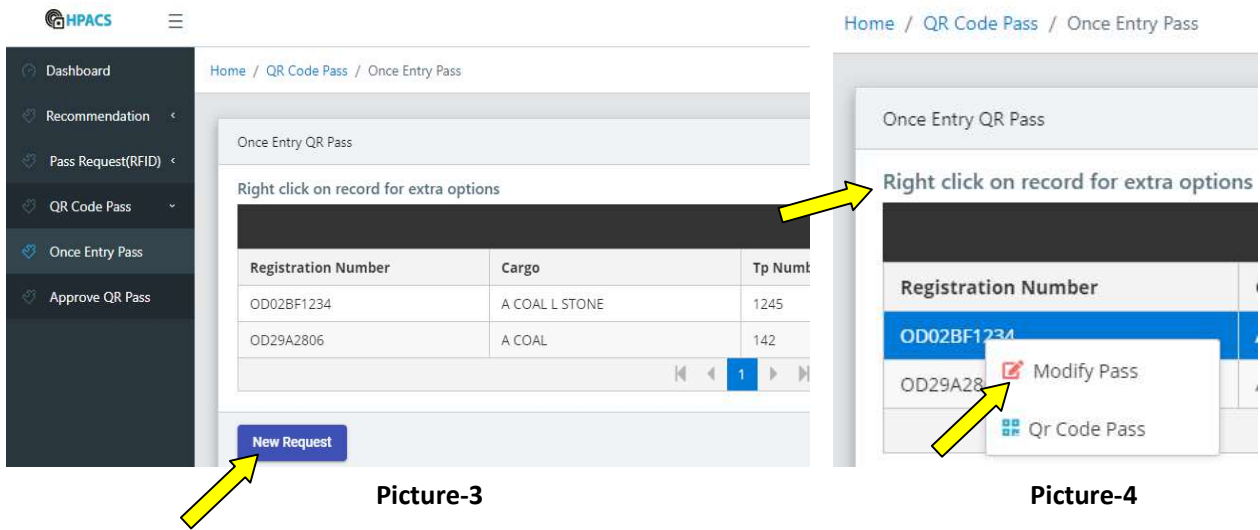 HPACS
Dashboard
Recommendation
Pass Request(RFID)
QR Code Pass
Once Entry Pass
Approve QR Pass
Home / QR Code Pass / Once Entry Pass
Once Entry QR Pass
Right click on record for extra options
Registration Number Cargo Tp Numb
OD02BF1234 A COAL L STONE 1245
OD29A2806 A COAL 142
1
New Request
Picture-3
Home / QR Code Pass / Once Entry Pass
Once Entry QR Pass
Right click on record for extra options
Registration Number
OD02BF1234
OD29A28
Modify Pass
Qr Code Pass
Picture-4